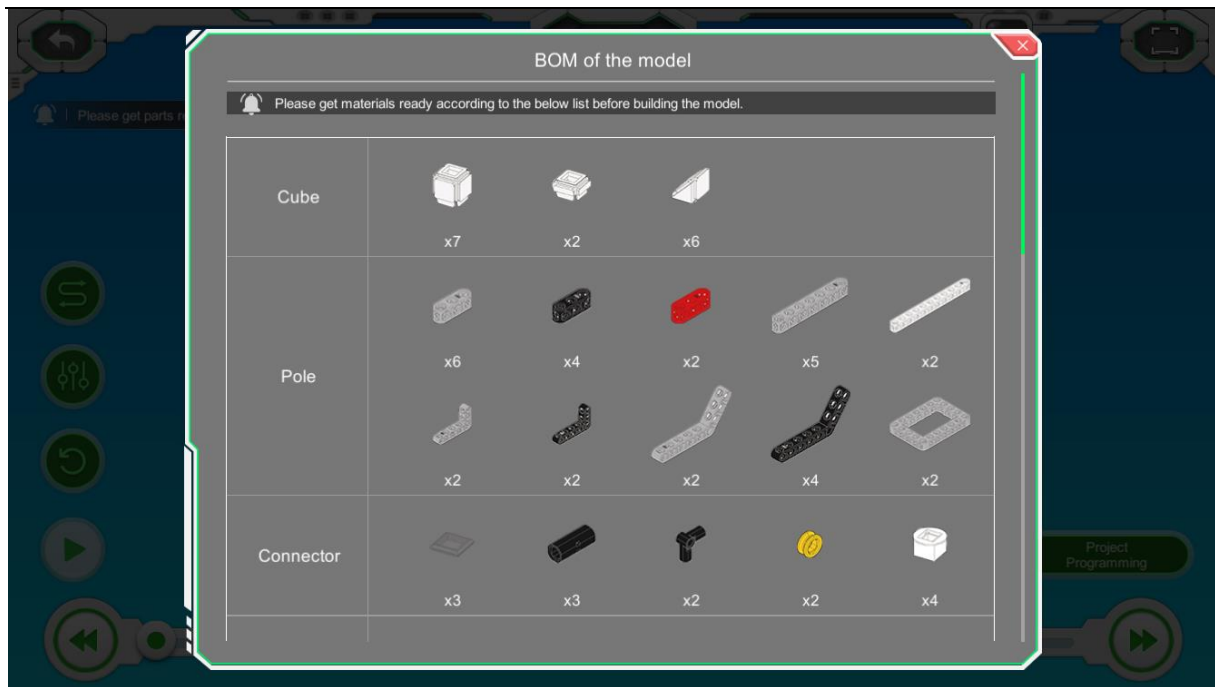 BOM of the model
Please get materials ready according to the below list before building the model.
Please get parts r
Cube
x7 x2 x6
Pole
x6 x4 x2 x5 x2
x2 x2 x2 x4 x2
Connector
x3 x3 x2 x2 x4
Project
Programming